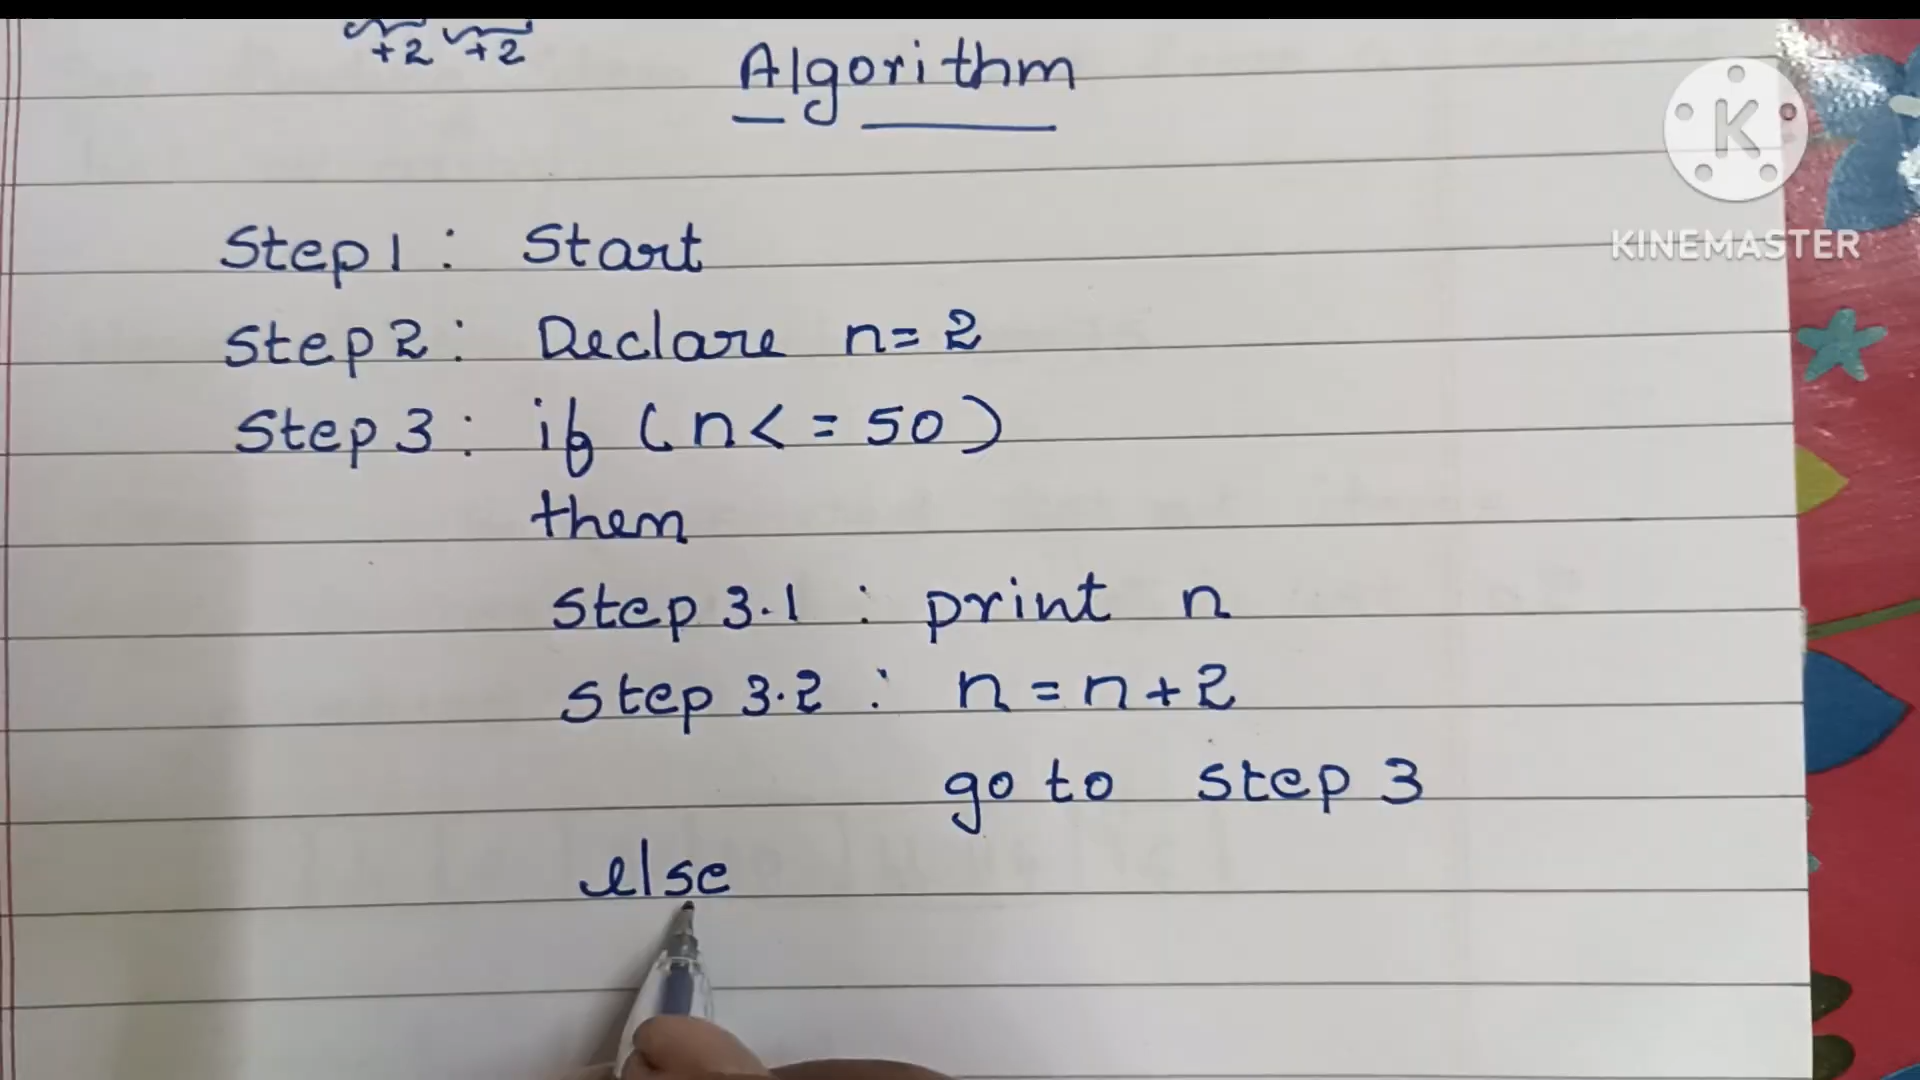 +2 +2
Algorithm
K
KINEMASTER
Step 1 : Start
Step 2 : Declare n = 2
Step 3 : if (n < = 50)
then
Step 3.1 : print n
Step 3.2 : n = n + 2
go to step 3
else